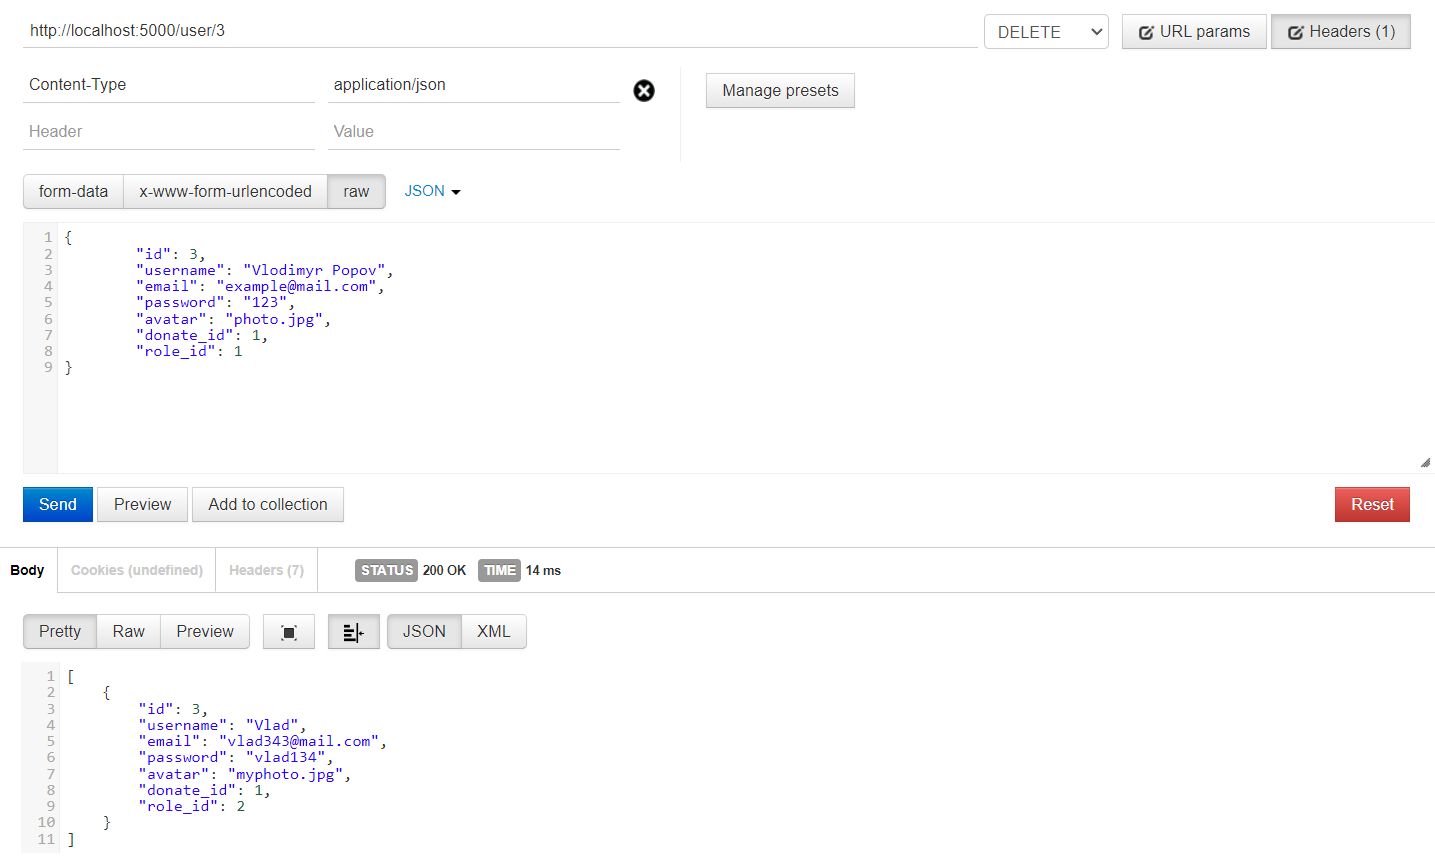 http://localhost:5000/user/3 DELETE URL params Headers (1)
Content-Type application/json Manage presets
Header Value
form-data x-www-form-urlencoded raw JSON
1 {
2 "id": 3,
3 "username": "Vlodimyr Popov",
4 "email": "example@mail.com",
5 "password": "123",
6 "avatar": "photo.jpg",
7 "donate_id": 1,
8 "role_id": 1
9 }
Send Preview Add to collection Reset
Body Cookies (undefined) Headers (7) STATUS 200 OK TIME 14 ms
Pretty Raw Preview JSON XML
1 [
2 {
3 "id": 3,
4 "username": "Vlad",
5 "email": "vlad343@mail.com",
6 "password": "vlad134",
7 "avatar": "myphoto.jpg",
8 "donate_id": 1,
9 "role_id": 2
10 }
11 ]